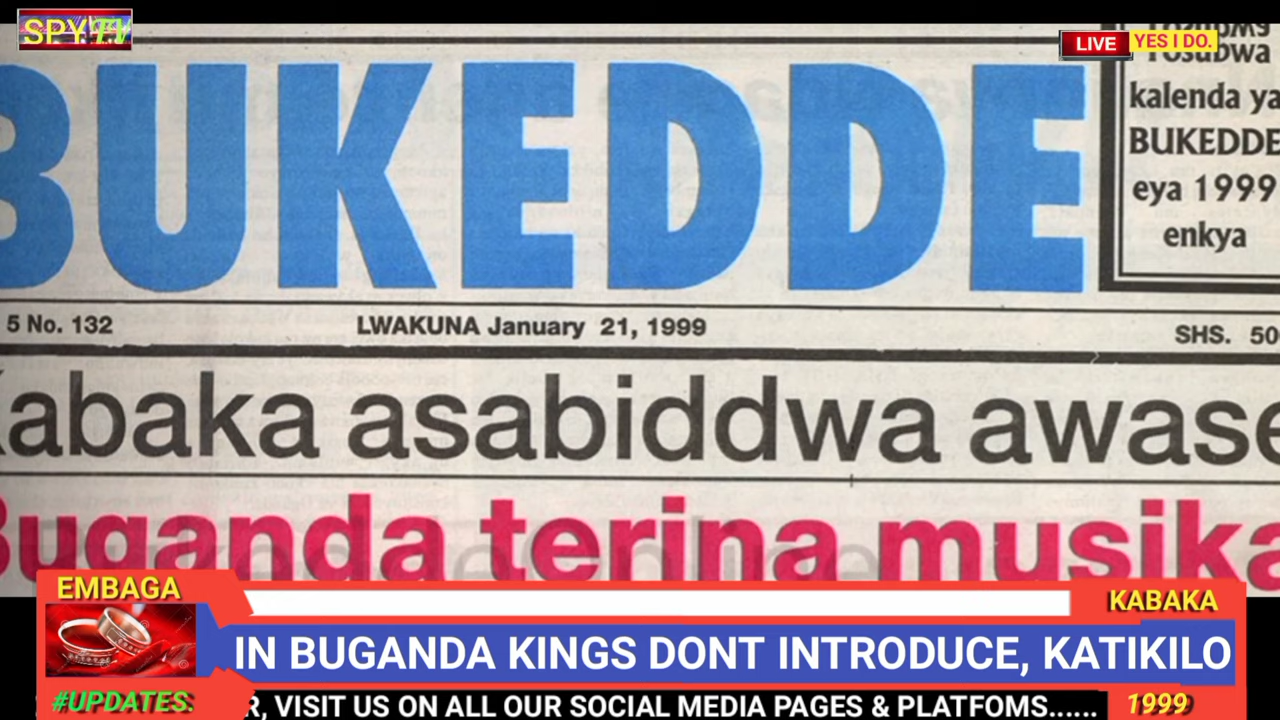 SPY.TV
LIVE YES I DO.
BUKEDDE
kalenda ya
BUKEDDE
eya 1999
enkya
5 No. 132 LWAKUNA January 21, 1999 SHS. 50
Kabaka asabiddwa awase
Buganda terina musika
EMBAGA
KABAKA
IN BUGANDA KINGS DONT INTRODUCE, KATIKILO
#UPDATES: R, VISIT US ON ALL OUR SOCIAL MEDIA PAGES & PLATFOMS...... 1999